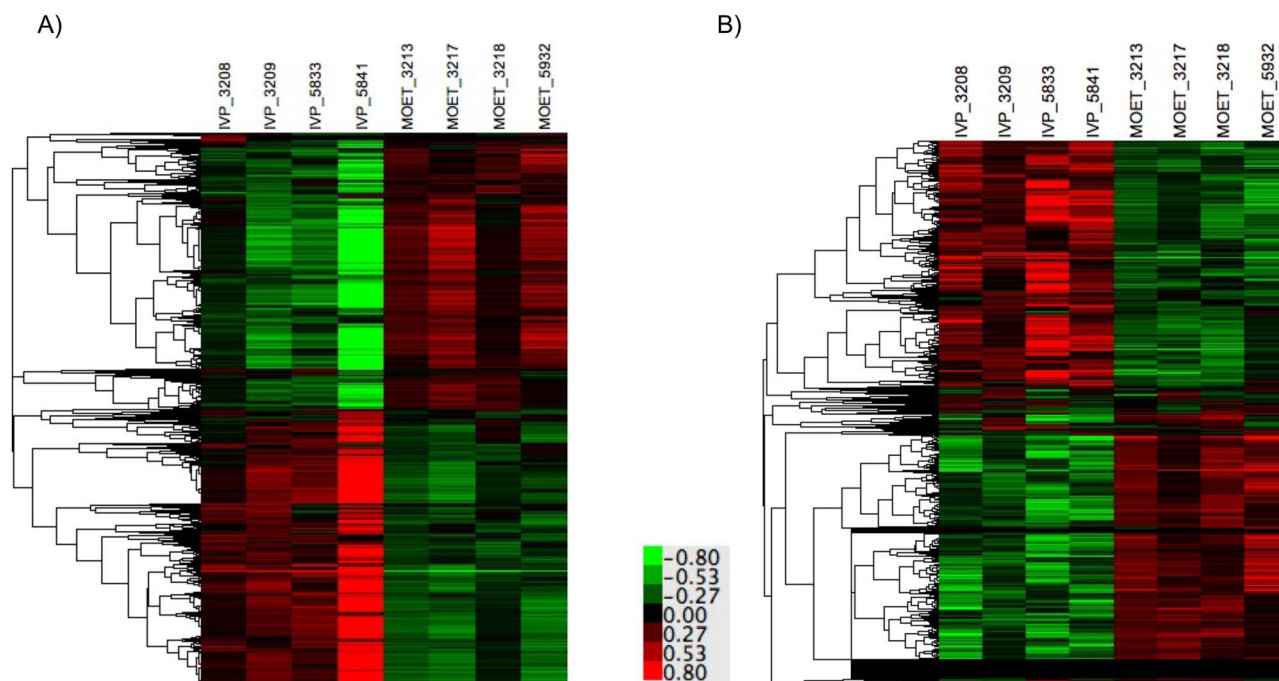 A)
B)
IVP_3208
IVP_3209
IVP_5833
IVP_5841
MOET_3213
MOET_3217
MOET_3218
MOET_5932
IVP_3208
IVP_3209
IVP_5833
IVP_5841
MOET_3213
MOET_3217
MOET_3218
MOET_5932
-0.80
-0.53
-0.27
0.00
0.27
0.53
0.80